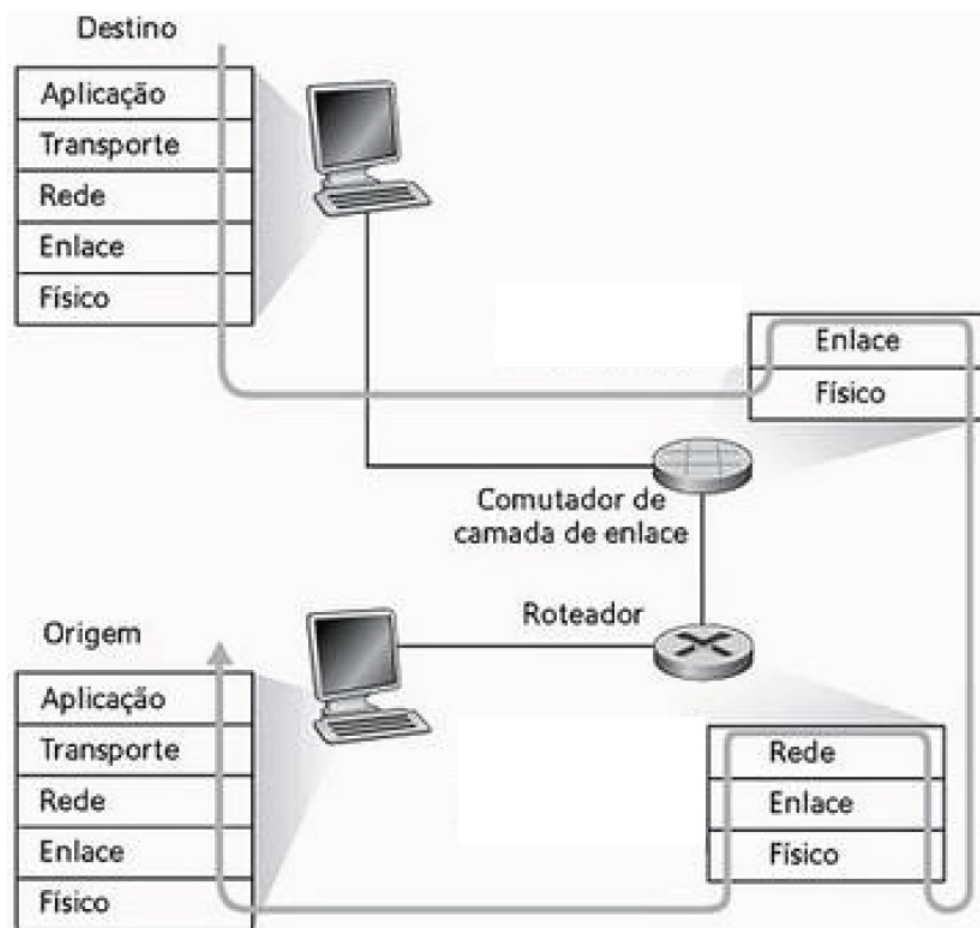 Destino
Aplicação
Transporte
Rede
Enlace
Físico
Enlace
Físico
Comutador de
camada de enlace
Roteador
Origem
Aplicação
Transporte
Rede
Enlace
Físico
Rede
Enlace
Físico